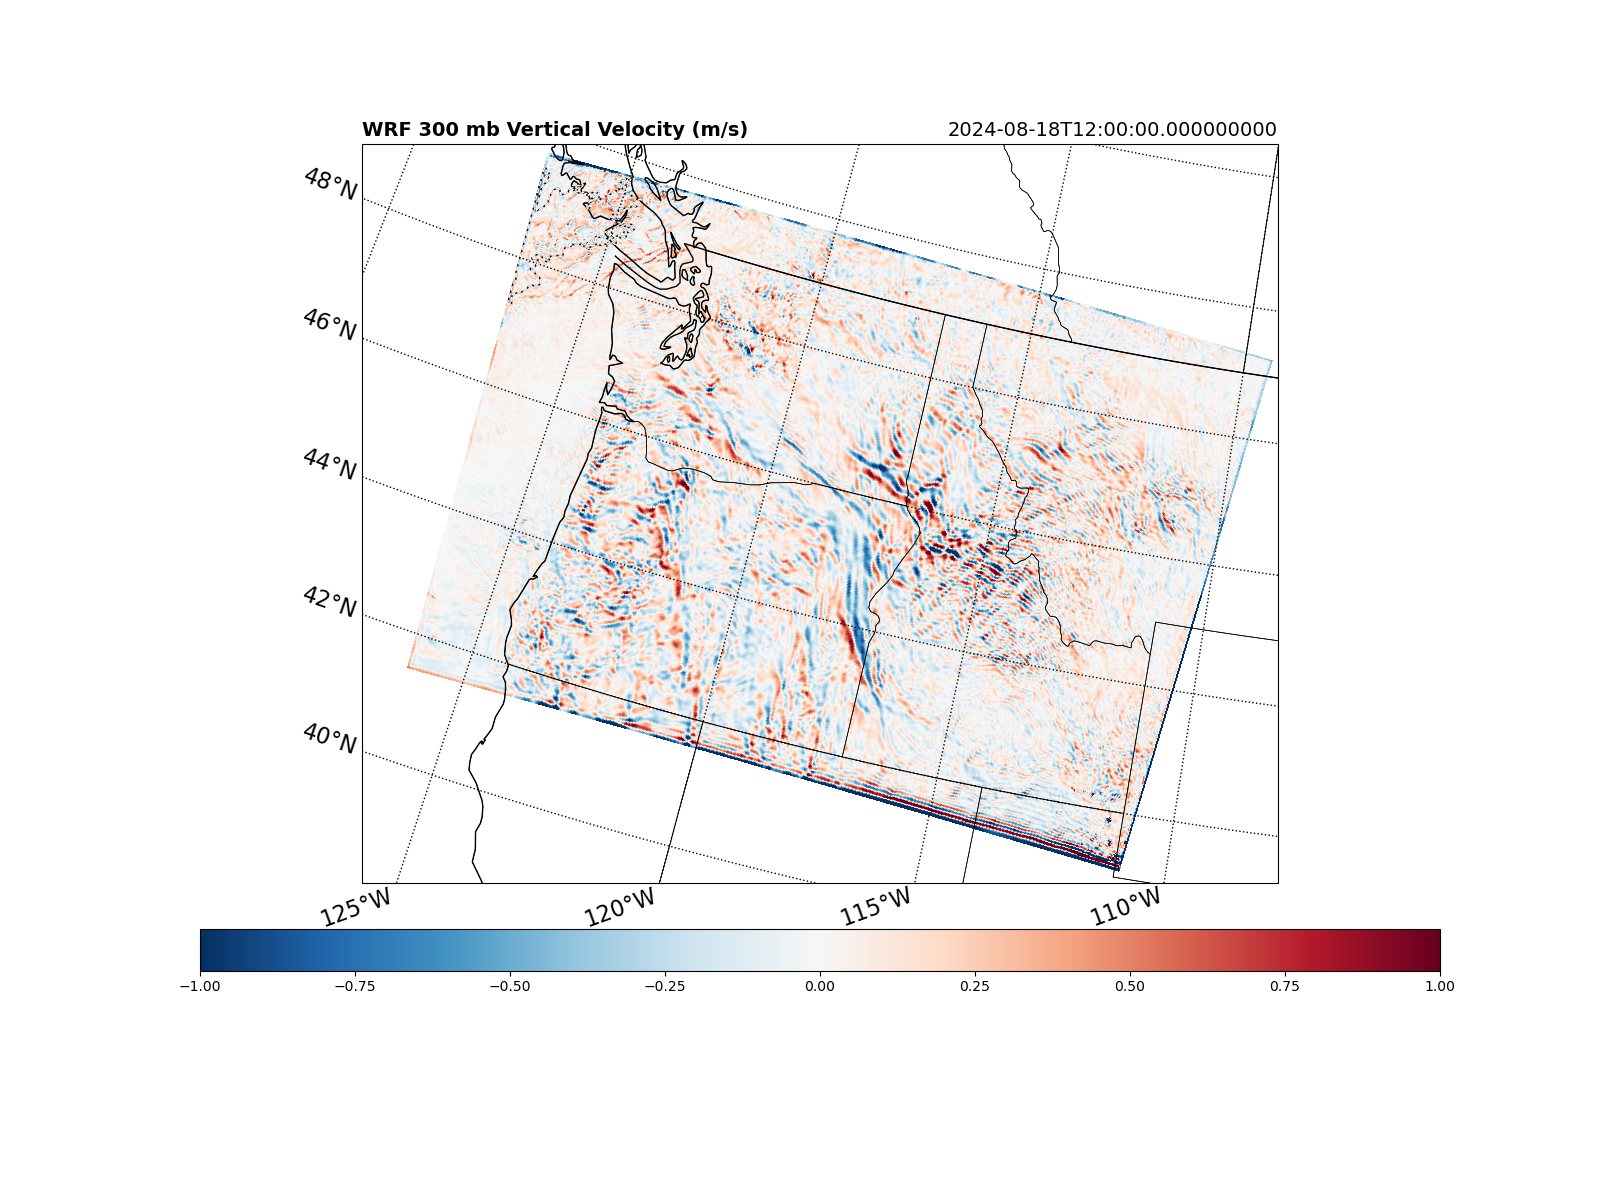 WRF 300 mb Vertical Velocity (m/s) 2024-08-18T12:00:00.000000000
48°N
46°N
44°N
42°N
40°N
125°W 120°W 115°W 110°W
−1.00 −0.75 −0.50 −0.25 0.00 0.25 0.50 0.75 1.00